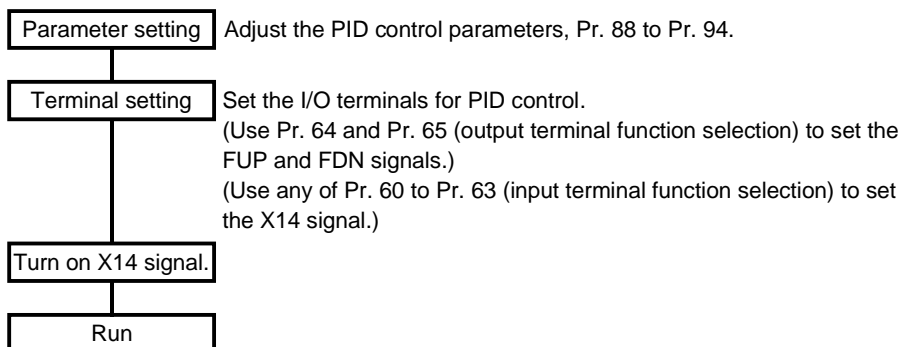 Parameter setting Adjust the PID control parameters, Pr. 88 to Pr. 94.
Terminal setting Set the I/O terminals for PID control.
(Use Pr. 64 and Pr. 65 (output terminal function selection) to set the
FUP and FDN signals.)
(Use any of Pr. 60 to Pr. 63 (input terminal function selection) to set
the X14 signal.)
Turn on X14 signal.
Run